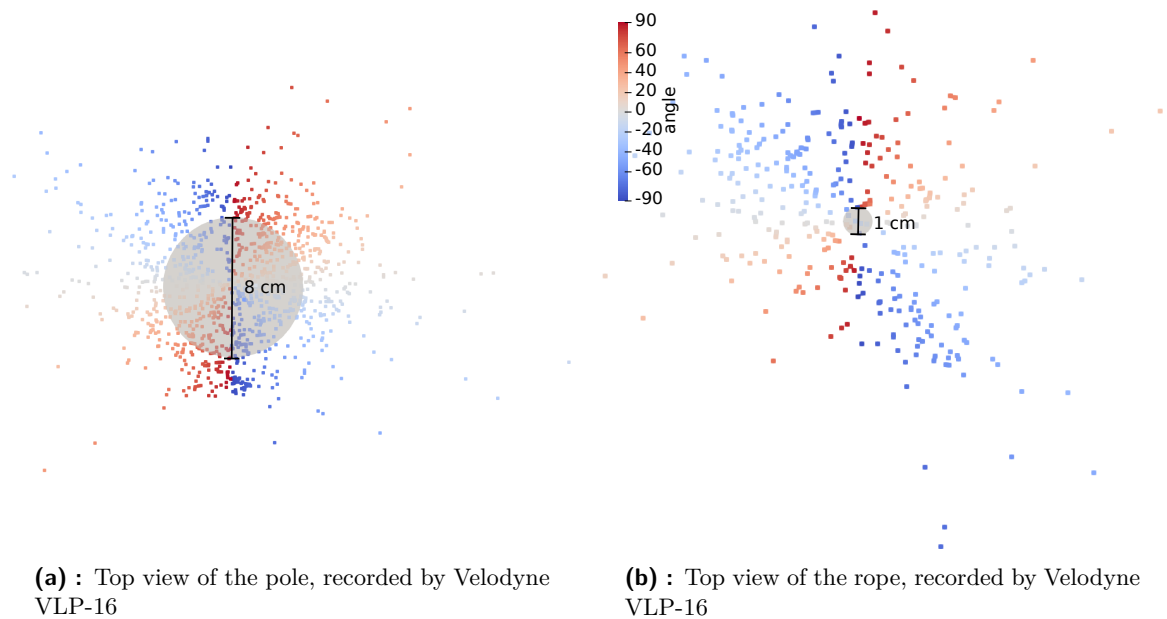 8 cm
90
60
40
20
0
-20
-40
-60
-90
angle
1 cm
(a) : Top view of the pole, recorded by Velodyne
VLP-16
(b) : Top view of the rope, recorded by Velodyne
VLP-16